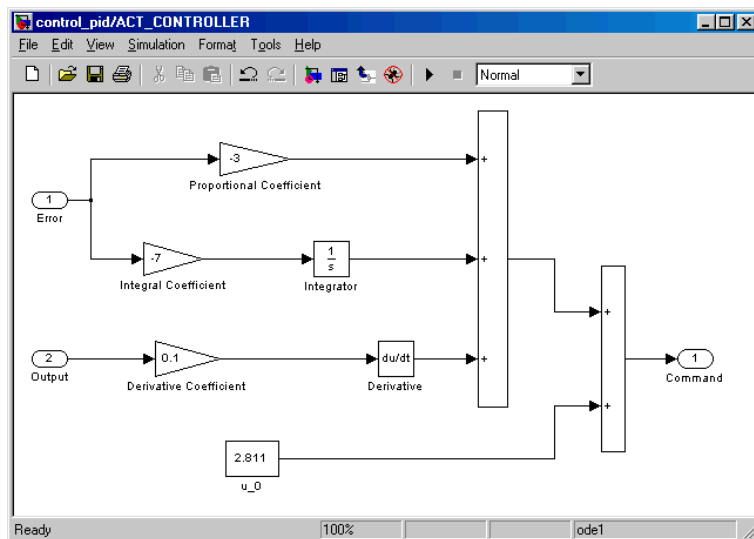 control_pid/ACT_CONTROLLER
File Edit View Simulation Format Tools Help
Normal
-3
+
Proportional Coefficient
1
Error
-7
1
s
+
Integral Coefficient
Integrator
+
2
0.1
du/dt
+
1
Output
Derivative Coefficient
Derivative
Command
+
2.811
u_0
Ready 100% ode1